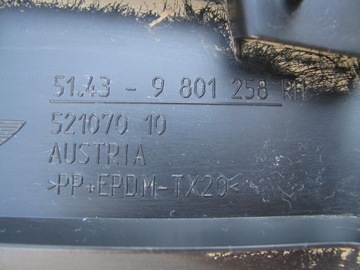 51.43 - 9 801 258 RH
521070 10
AUSTRIA
>PP+EPDM-TX20<